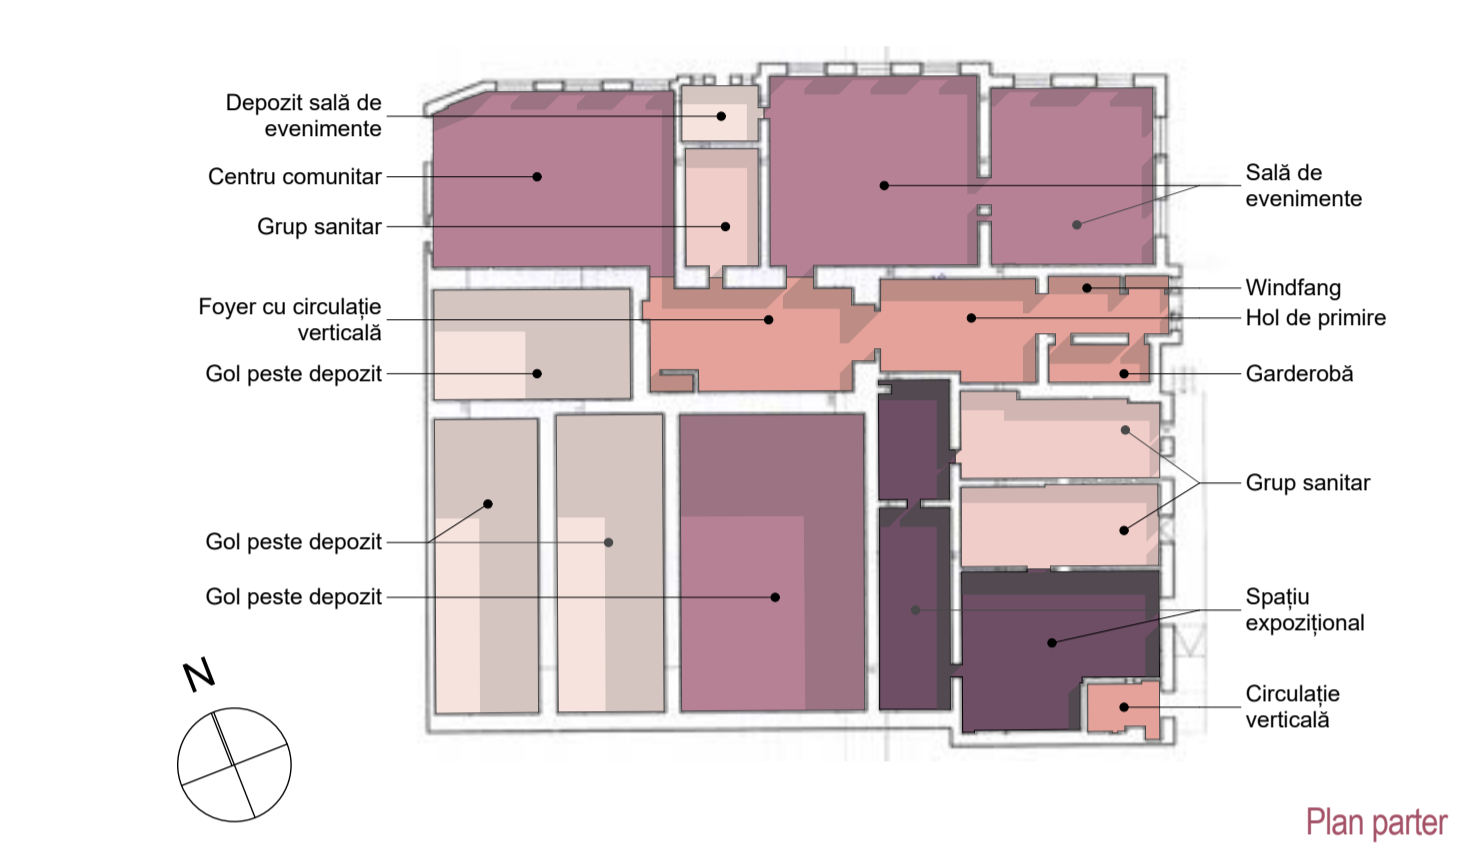 Depozit sală de
evenimente
Centru comunitar
Grup sanitar
Foyer cu circulație
verticală
Gol peste depozit
Gol peste depozit
Gol peste depozit
N
Sală de
evenimente
Windfang
Hol de primire
Garderobă
Grup sanitar
Spațiu
expozițional
Circulație
verticală
Plan parter